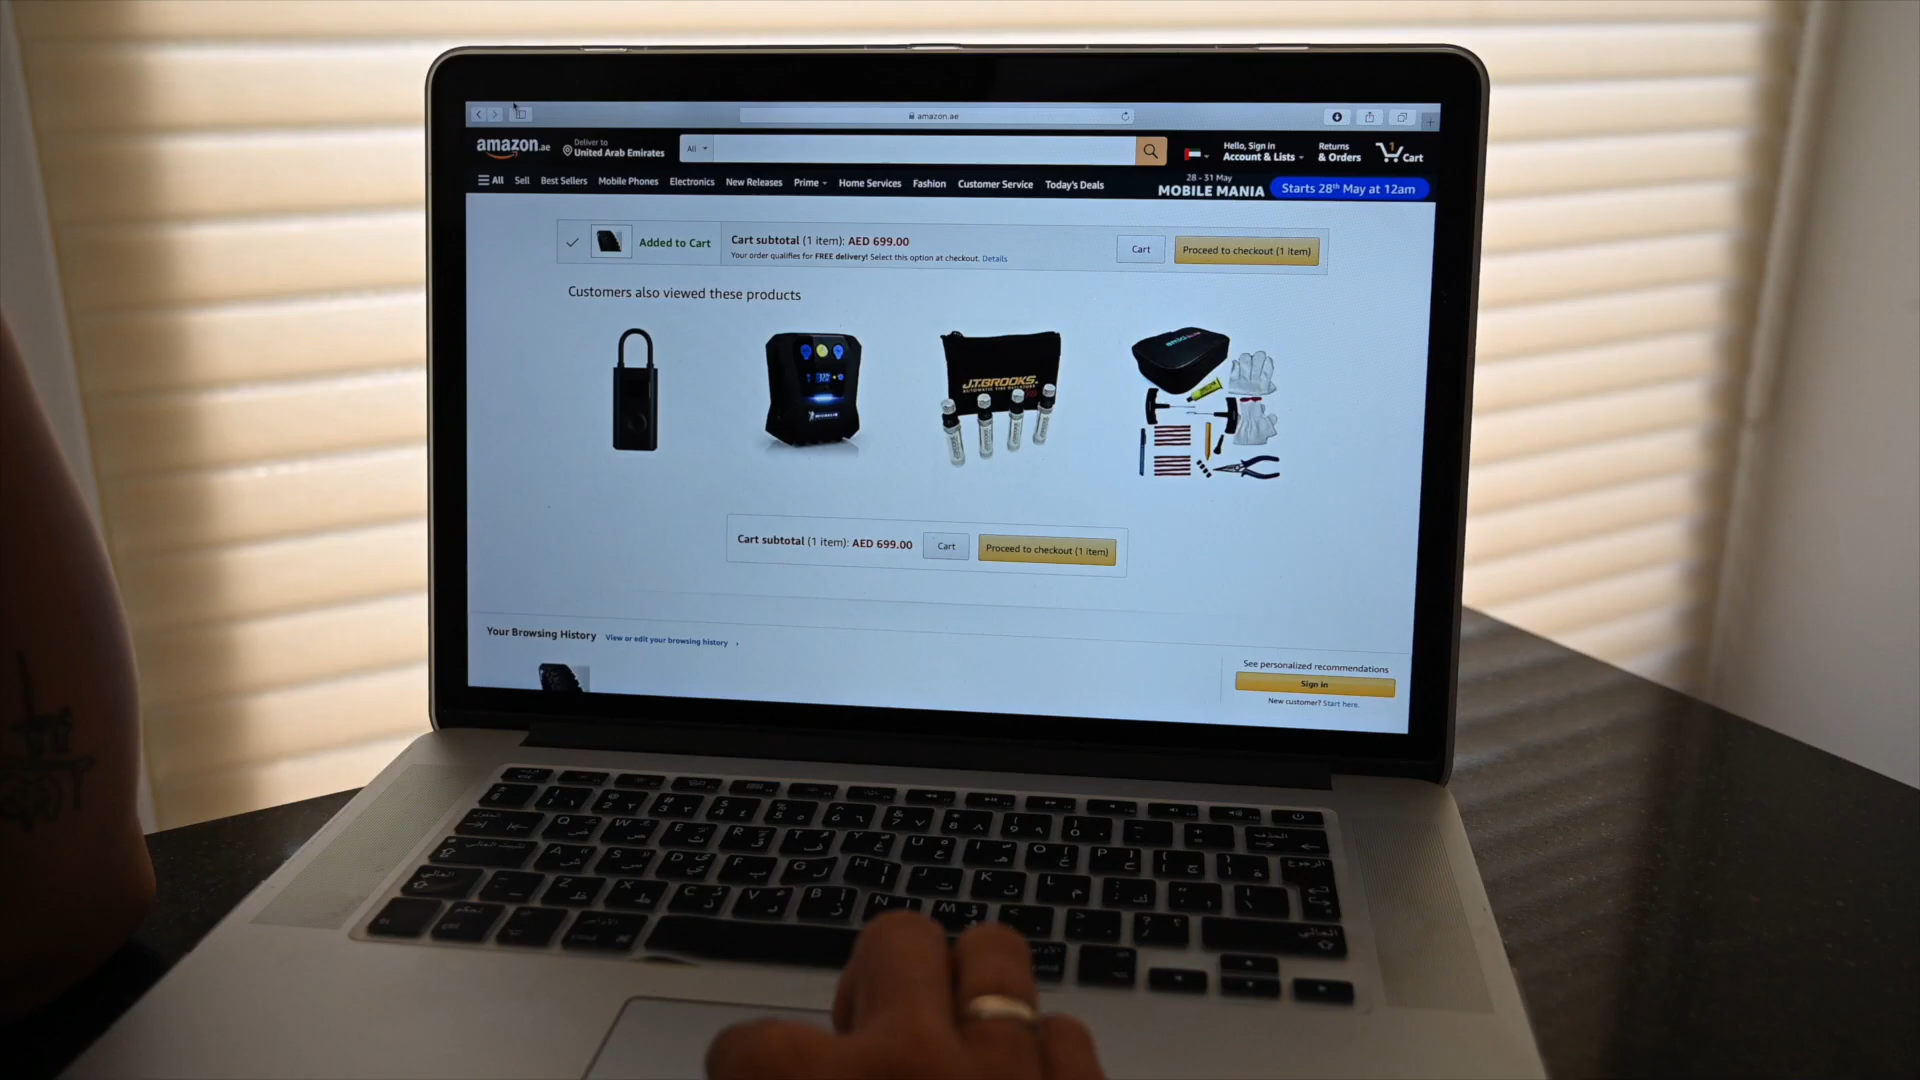 amazon.ae
amazon.ae
Deliver to
United Arab Emirates
All
Hello, Sign in
Account & Lists
Returns
& Orders
1
Cart
All
Sell
Best Sellers
Mobile Phones
Electronics
New Releases
Prime
Home Services
Fashion
Customer Service
Today's Deals
28 - 31 May
MOBILE MANIA
Starts 28th May at 12am
Added to Cart
Cart subtotal (1 item): AED 699.00
Your order qualifies for FREE delivery! Select this option at checkout. Details
Cart
Proceed to checkout (1 item)
Customers also viewed these products
MICHELIN
J.T.BROOKS
Cart subtotal (1 item): AED 699.00
Cart
Proceed to checkout (1 item)
Your Browsing History
View or edit your browsing history
See personalized recommendations
Sign in
New customer? Start here.
Q W E R T Y U I O P
A S D F G H J K L
Z X C V B N M